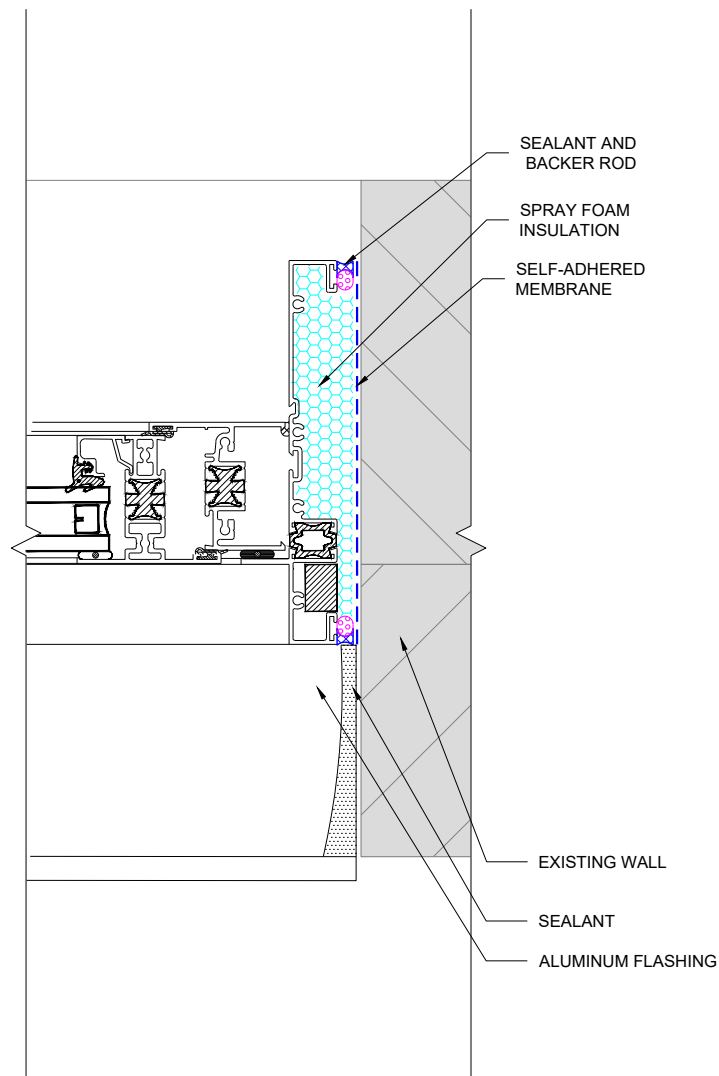 SEALANT AND
BACKER ROD
SPRAY FOAM
INSULATION
SELF-ADHERED
MEMBRANE
EXISTING WALL
SEALANT
ALUMINUM FLASHING